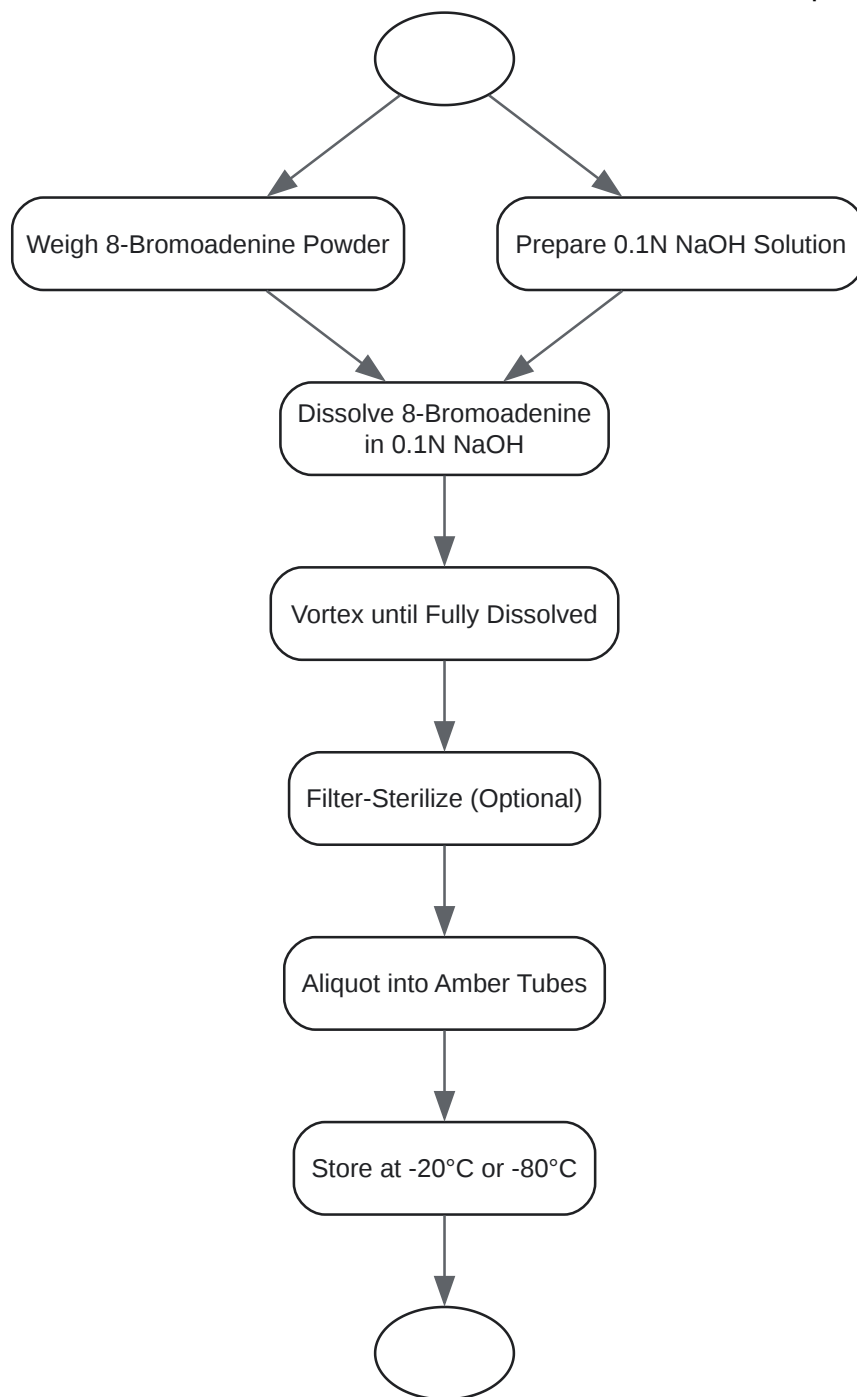 Weigh 8-Bromoadenine Powder
Prepare 0.1N NaOH Solution
Dissolve 8-Bromoadenine
in 0.1N NaOH
Vortex until Fully Dissolved
Filter-Sterilize (Optional)
Aliquot into Amber Tubes
Store at -20°C or -80°C